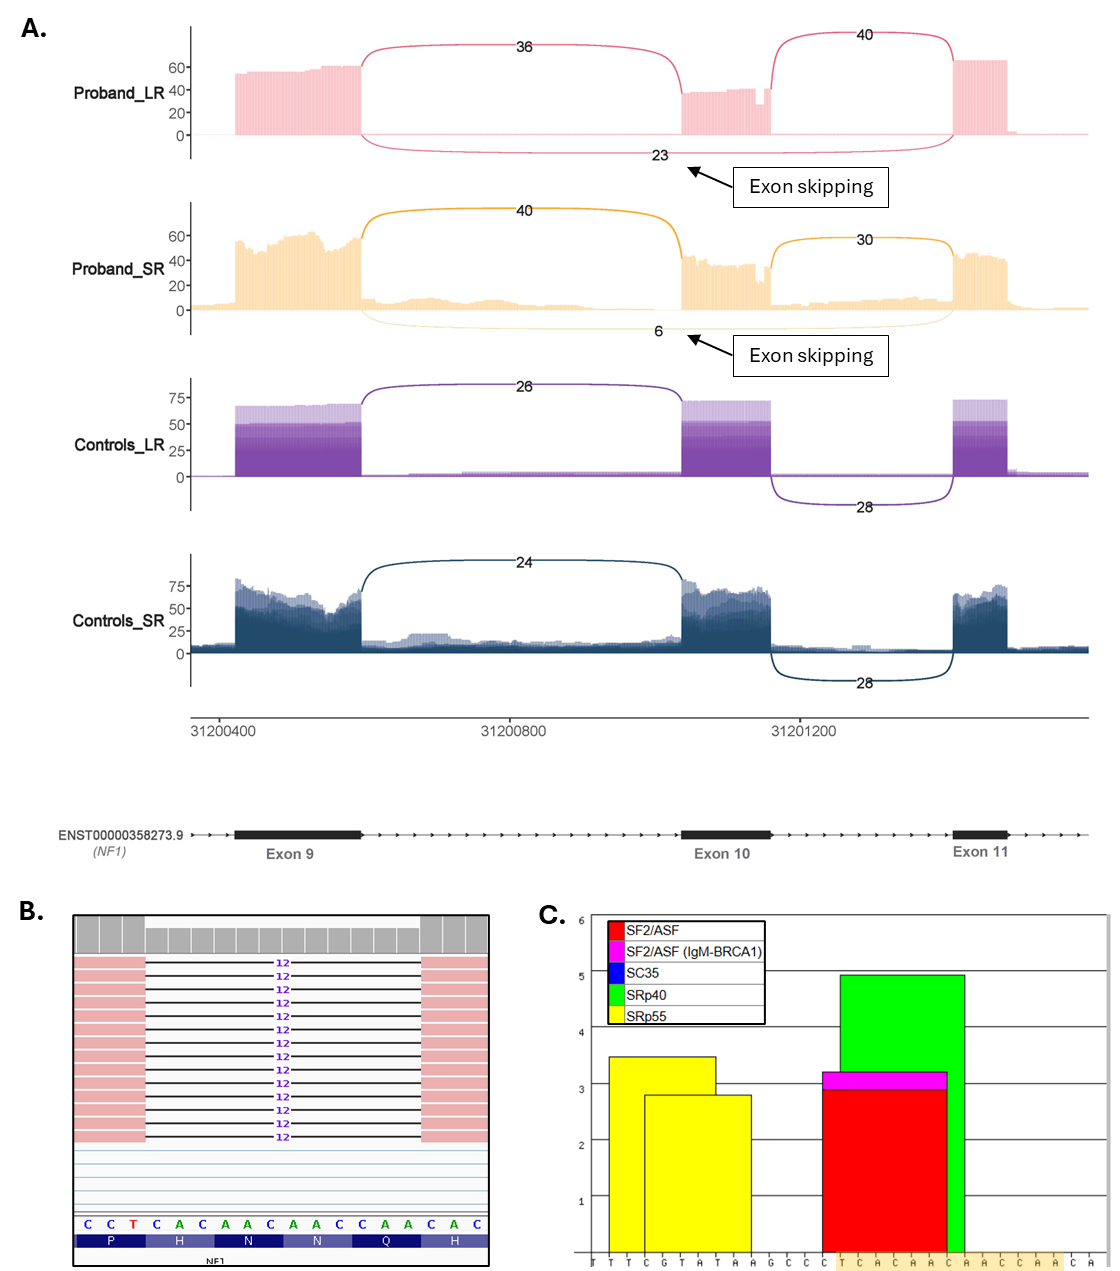 A.
36
40
60
40
20
0
Proband_LR
23
Exon skipping
40
30
60
40
20
0
Proband_SR
6
Exon skipping
26
75
50
25
0
Controls_LR
28
24
75
50
25
0
Controls_SR
28
31200400 31200800 31201200
ENST00000358273.9
(NF1)
Exon 9 Exon 10 Exon 11
B.
12
12
12
12
12
12
12
12
12
12
12
12
12
12
C C T C A C A A C A A C C A A C A C
P H N N Q H
NF1
C.
6
5
4
3
2
1
SF2/ASF
SF2/ASF (IgM-BRCA1)
SC35
SRp40
SRp55
T T T C G T A T A A G C C C T C A C A A C A A C C A A C A